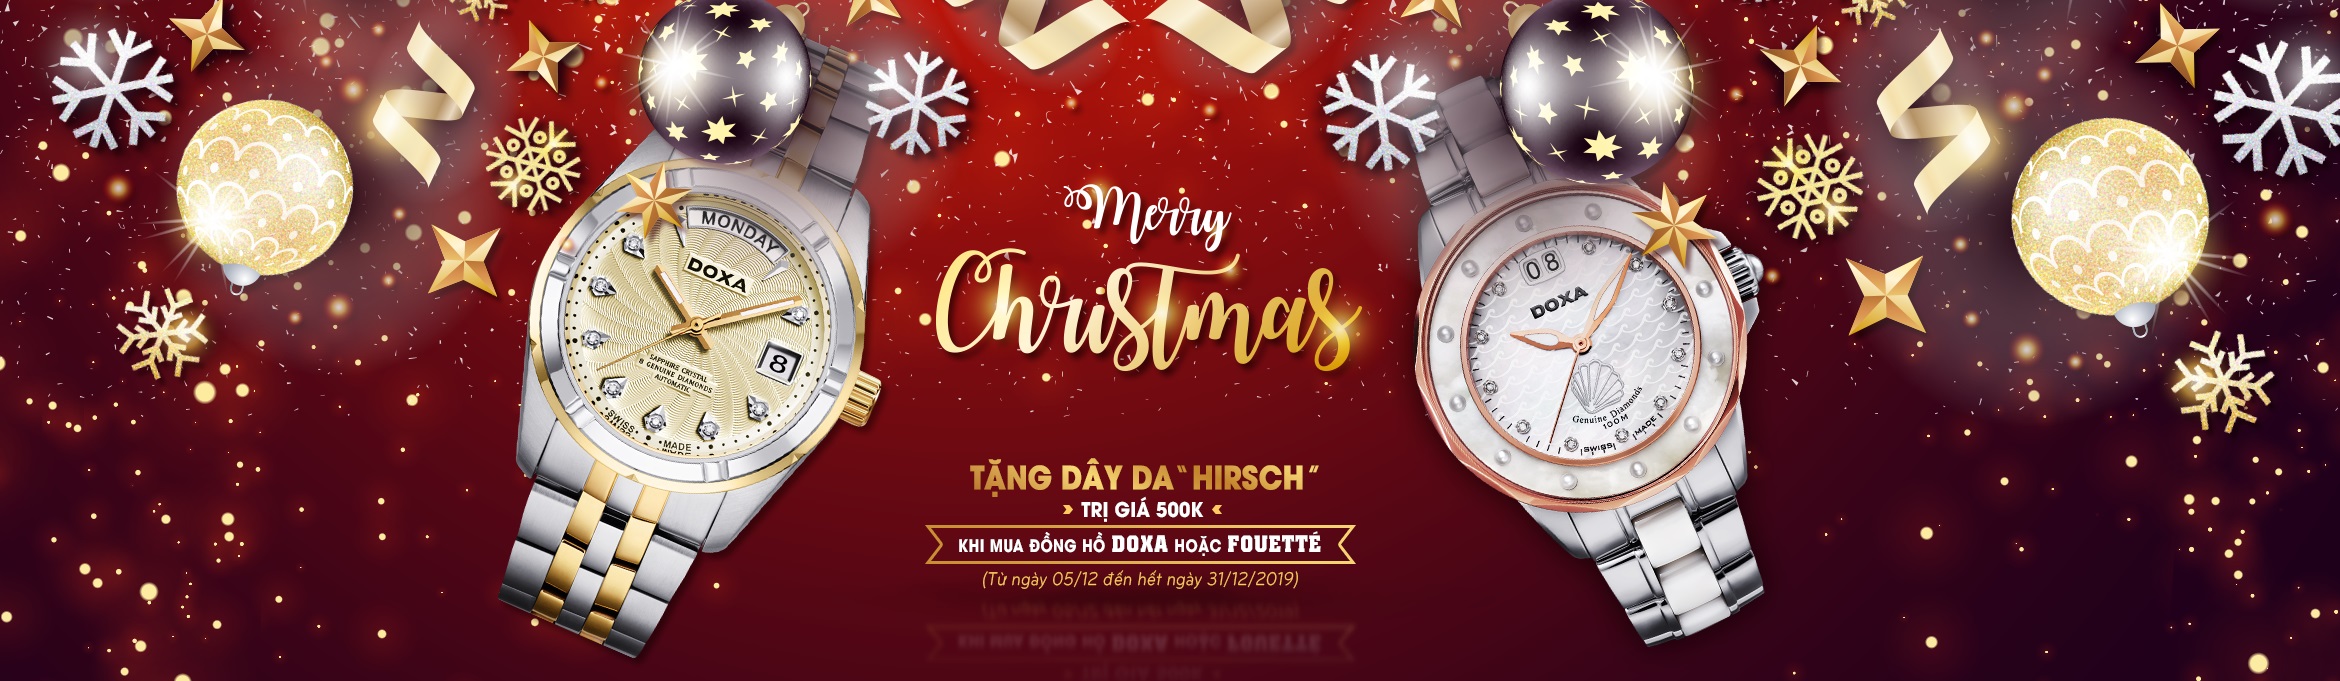 MONDAY
DOXA
8
SAPPHIRE CRYSTAL
8 GENUINE DIAMONDS
AUTOMATIC
SWISS
MADE
Merry
Christmas
TẶNG DÂY DA "HIRSCH"
TRỊ GIÁ 500K
KHI MUA ĐỒNG HỒ DOXA HOẶC FOUETTÉ
(Từ ngày 05/12 đến hết ngày 31/12/2019)
08
DOXA
Genuine Diamonds
100M
SWISS MADE